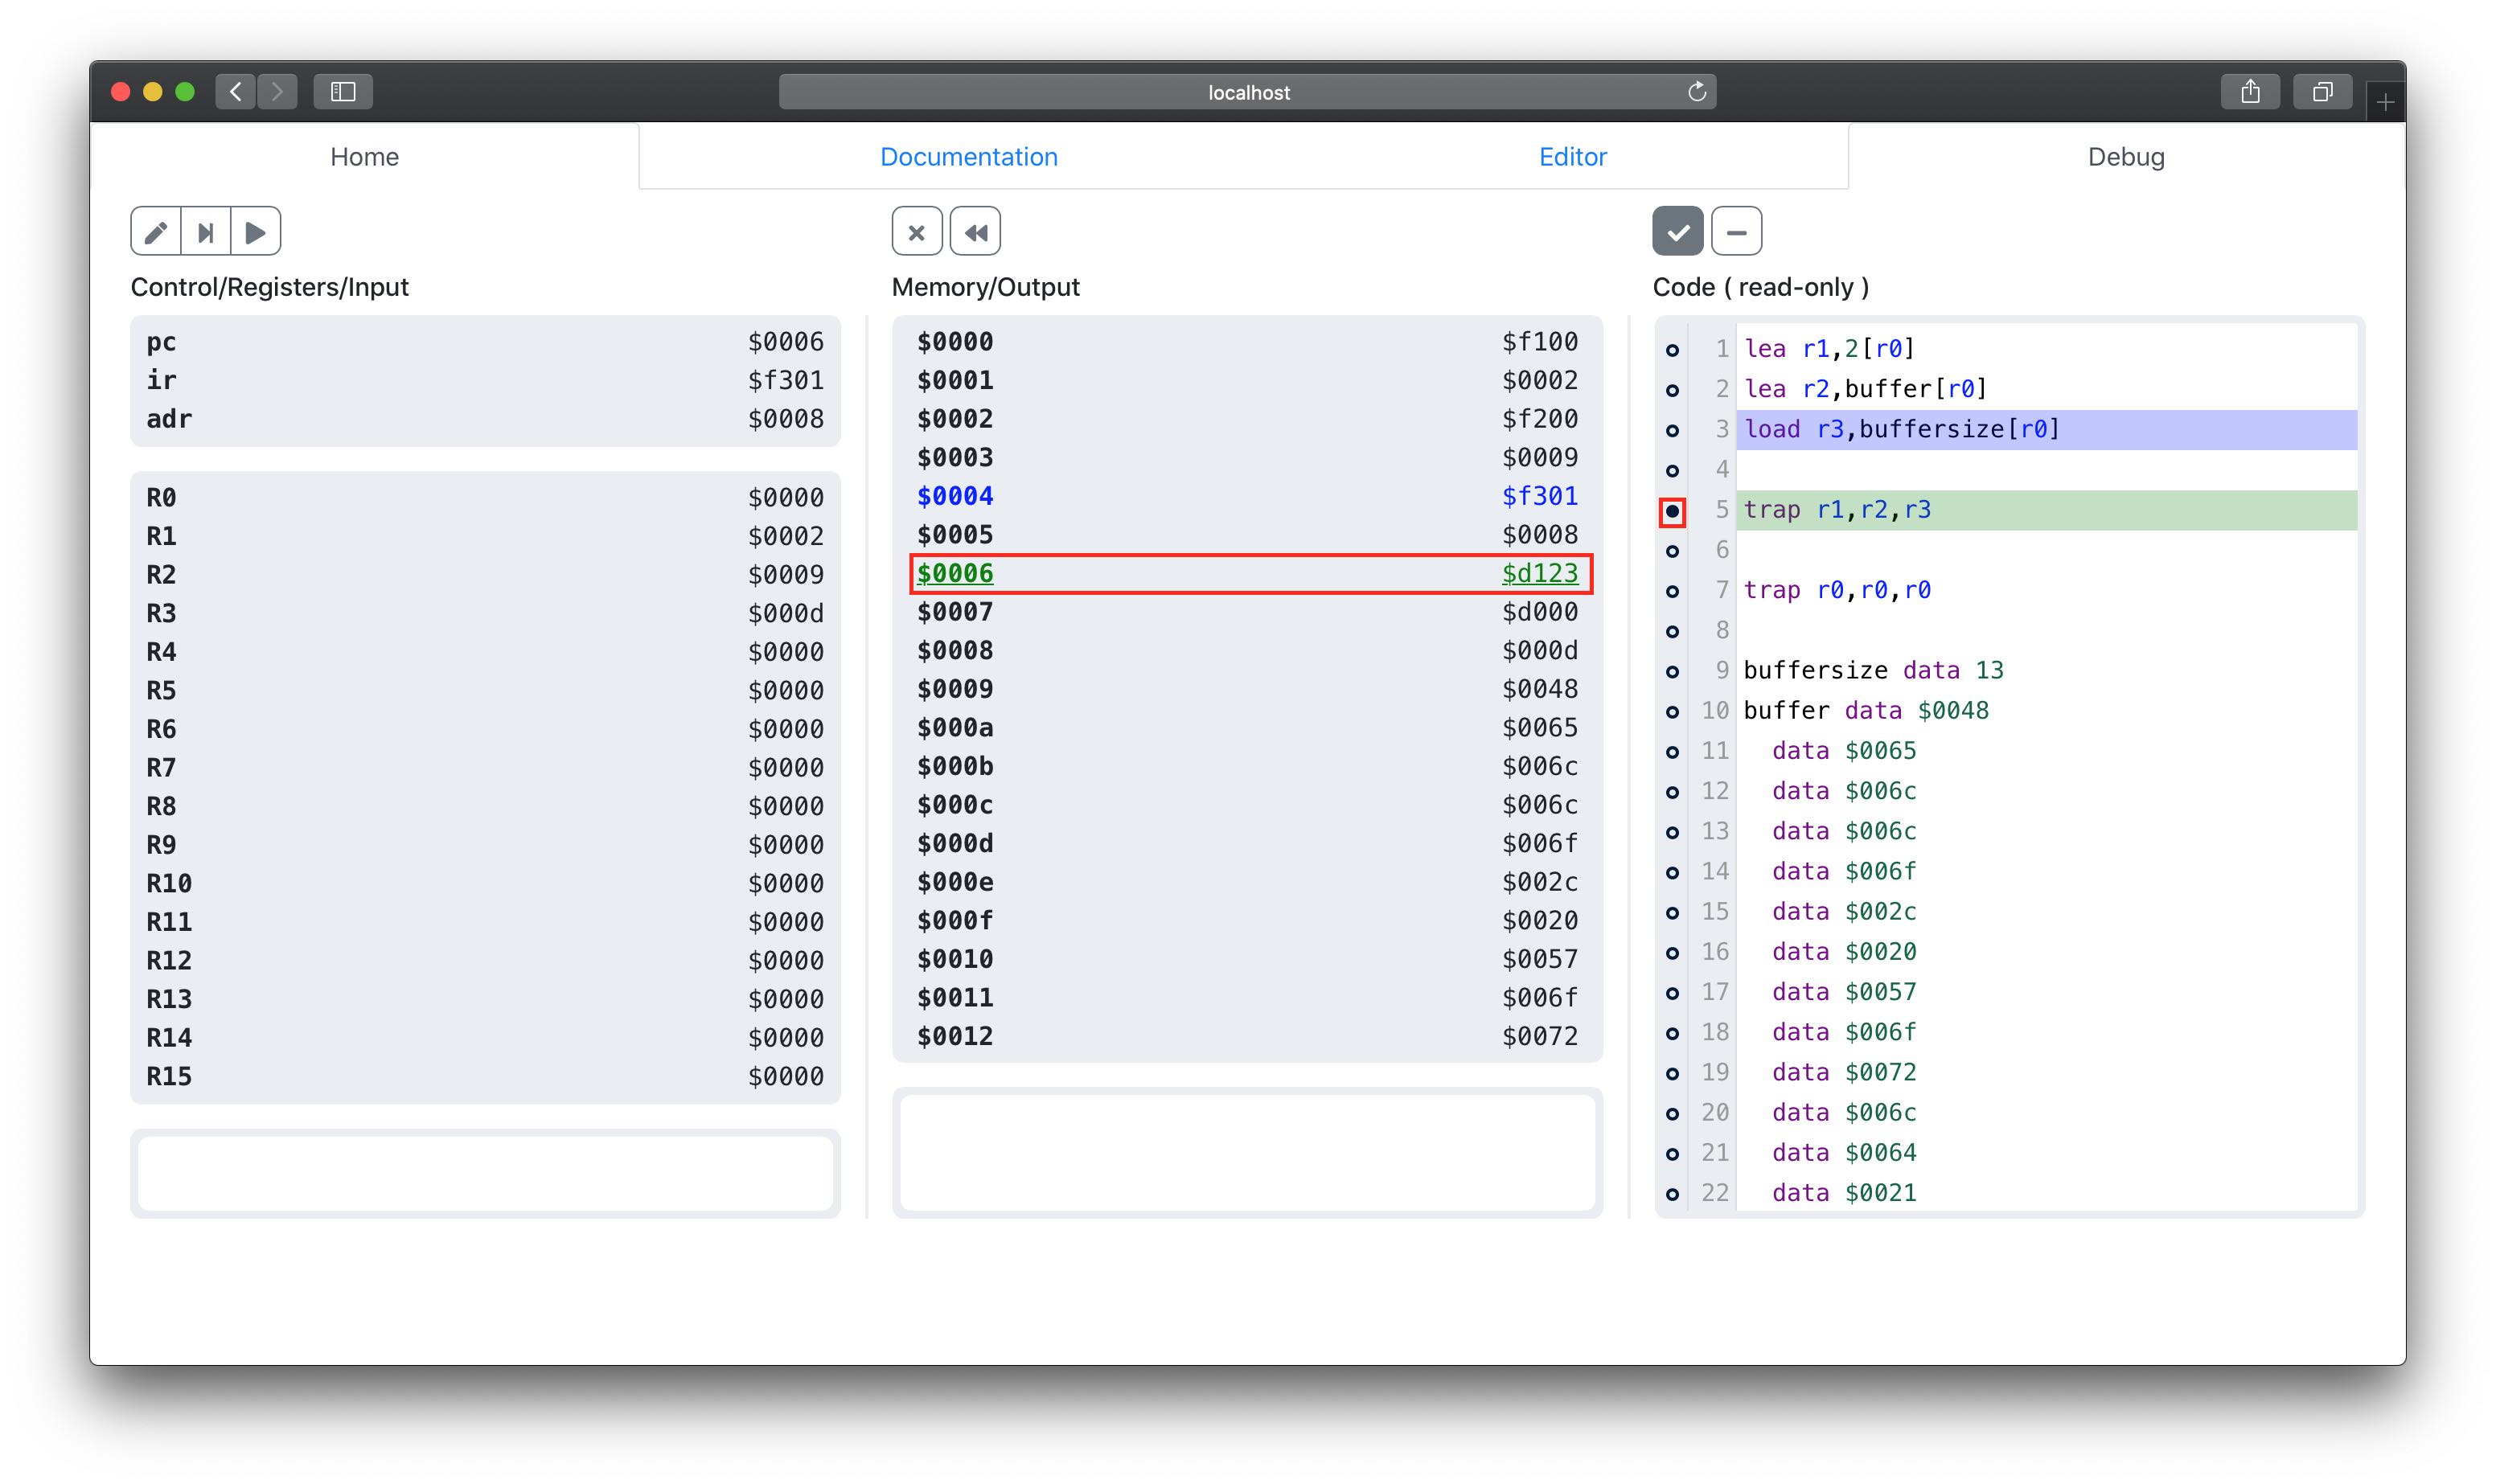 localhost
Home
Documentation
Editor
Debug
Control/Registers/Input
pc $0006
ir $f301
adr $0008
R0 $0000
R1 $0002
R2 $0009
R3 $000d
R4 $0000
R5 $0000
R6 $0000
R7 $0000
R8 $0000
R9 $0000
R10 $0000
R11 $0000
R12 $0000
R13 $0000
R14 $0000
R15 $0000
Memory/Output
$0000 $f100
$0001 $0002
$0002 $f200
$0003 $0009
$0004 $f301
$0005 $0008
$0006 $d123
$0007 $d000
$0008 $000d
$0009 $0048
$000a $0065
$000b $006c
$000c $006c
$000d $006f
$000e $002c
$000f $0020
$0010 $0057
$0011 $006f
$0012 $0072
Code ( read-only )
1 lea r1,2[r0]
2 lea r2,buffer[r0]
3 load r3,buffersize[r0]
4
5 trap r1,r2,r3
6
7 trap r0,r0,r0
8
9 buffersize data 13
10 buffer data $0048
11 data $0065
12 data $006c
13 data $006c
14 data $006f
15 data $002c
16 data $0020
17 data $0057
18 data $006f
19 data $0072
20 data $006c
21 data $0064
22 data $0021